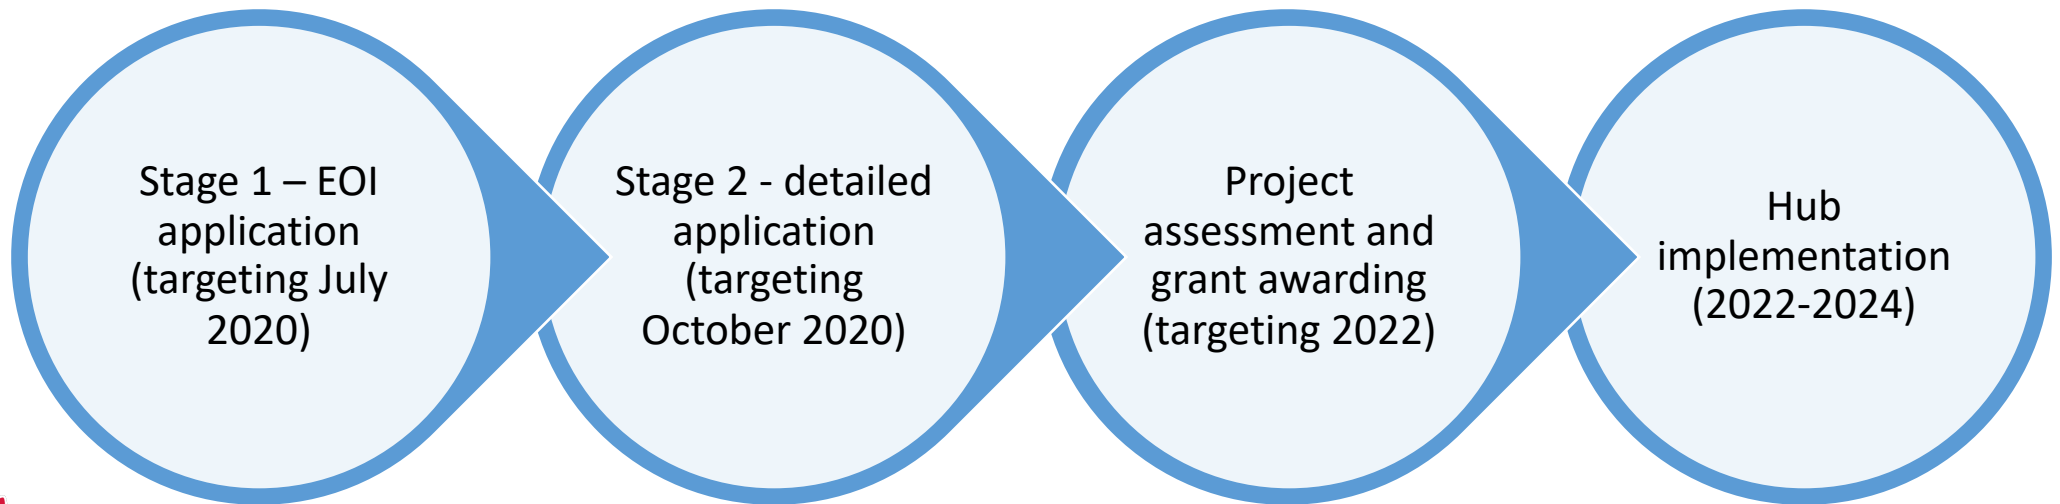 Stage 1 – EOI
application
(targeting July
2020)
Stage 2 - detailed
application
(targeting
October 2020)
Project
assessment and
grant awarding
(targeting 2022)
Hub
implementation
(2022-2024)